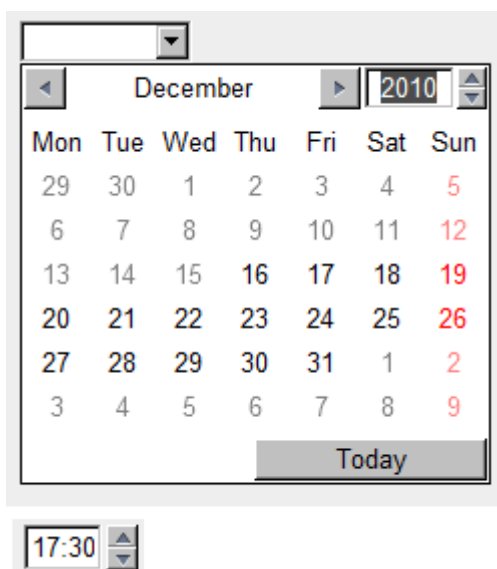 December 2010
Mon Tue Wed Thu Fri Sat Sun
29 30 1 2 3 4 5
6 7 8 9 10 11 12
13 14 15 16 17 18 19
20 21 22 23 24 25 26
27 28 29 30 31 1 2
3 4 5 6 7 8 9
Today
17:30